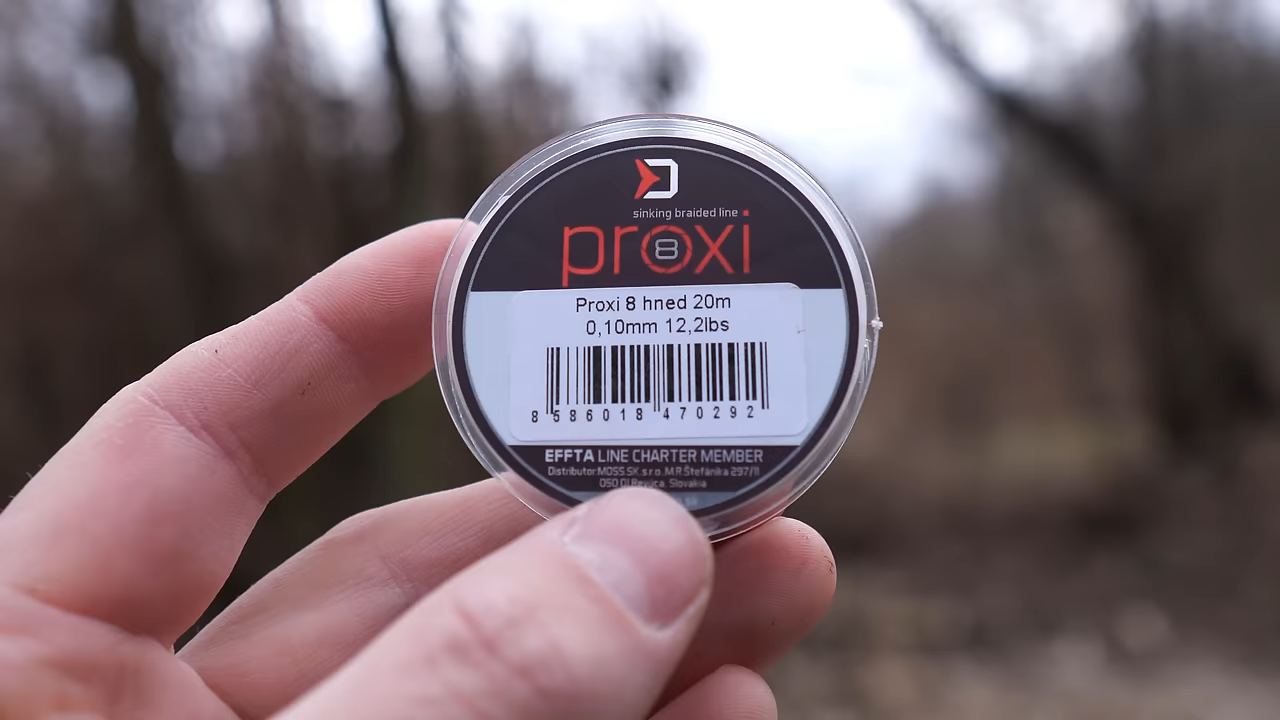 sinking braided line
proxi
8
Proxi 8 hned 20m
0,10mm 12,2lbs
8 586018 470292
EFFTA LINE CHARTER MEMBER
Distributor:MOSS.SK, s.r.o. M.R.Štefánika 297/11
050 01 Revúca, Slovakia